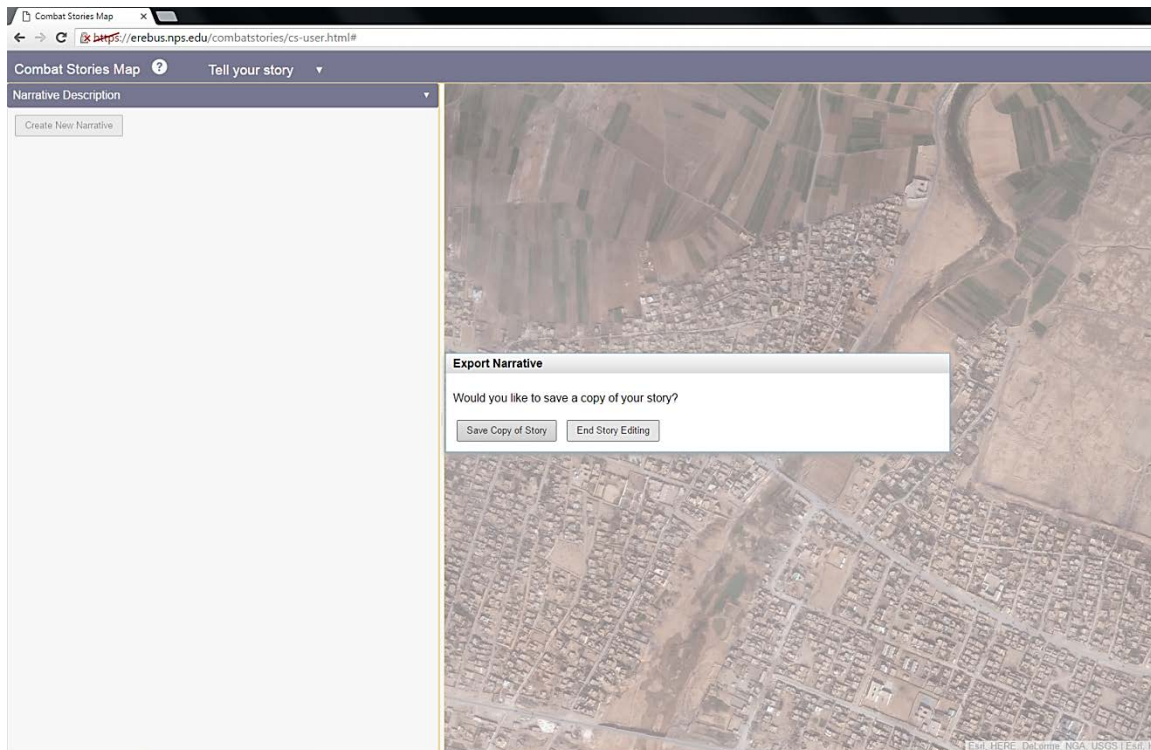 Combat Stories Map
https://erebus.nps.edu/combatstories/cs-user.html#
Combat Stories Map ? Tell your story
Narrative Description
Create New Narrative
Export Narrative
Would you like to save a copy of your story?
Save Copy of Story End Story Editing
Esri, HERE, DeLorme, NGA, USGS | Esri,